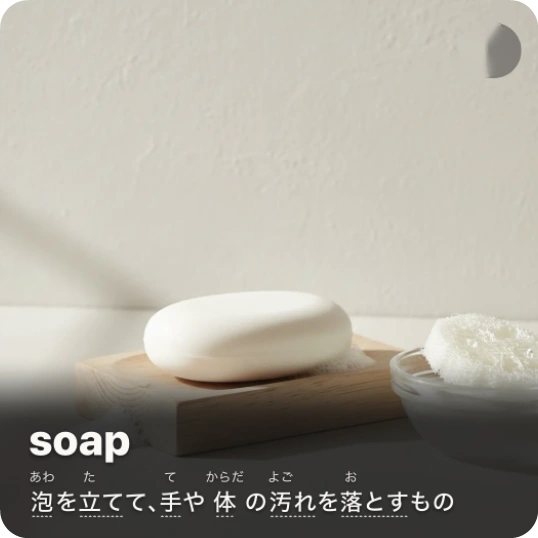 soap
あわ た て からだ よご お
泡を立てて、手や 体 の汚れを落とすもの